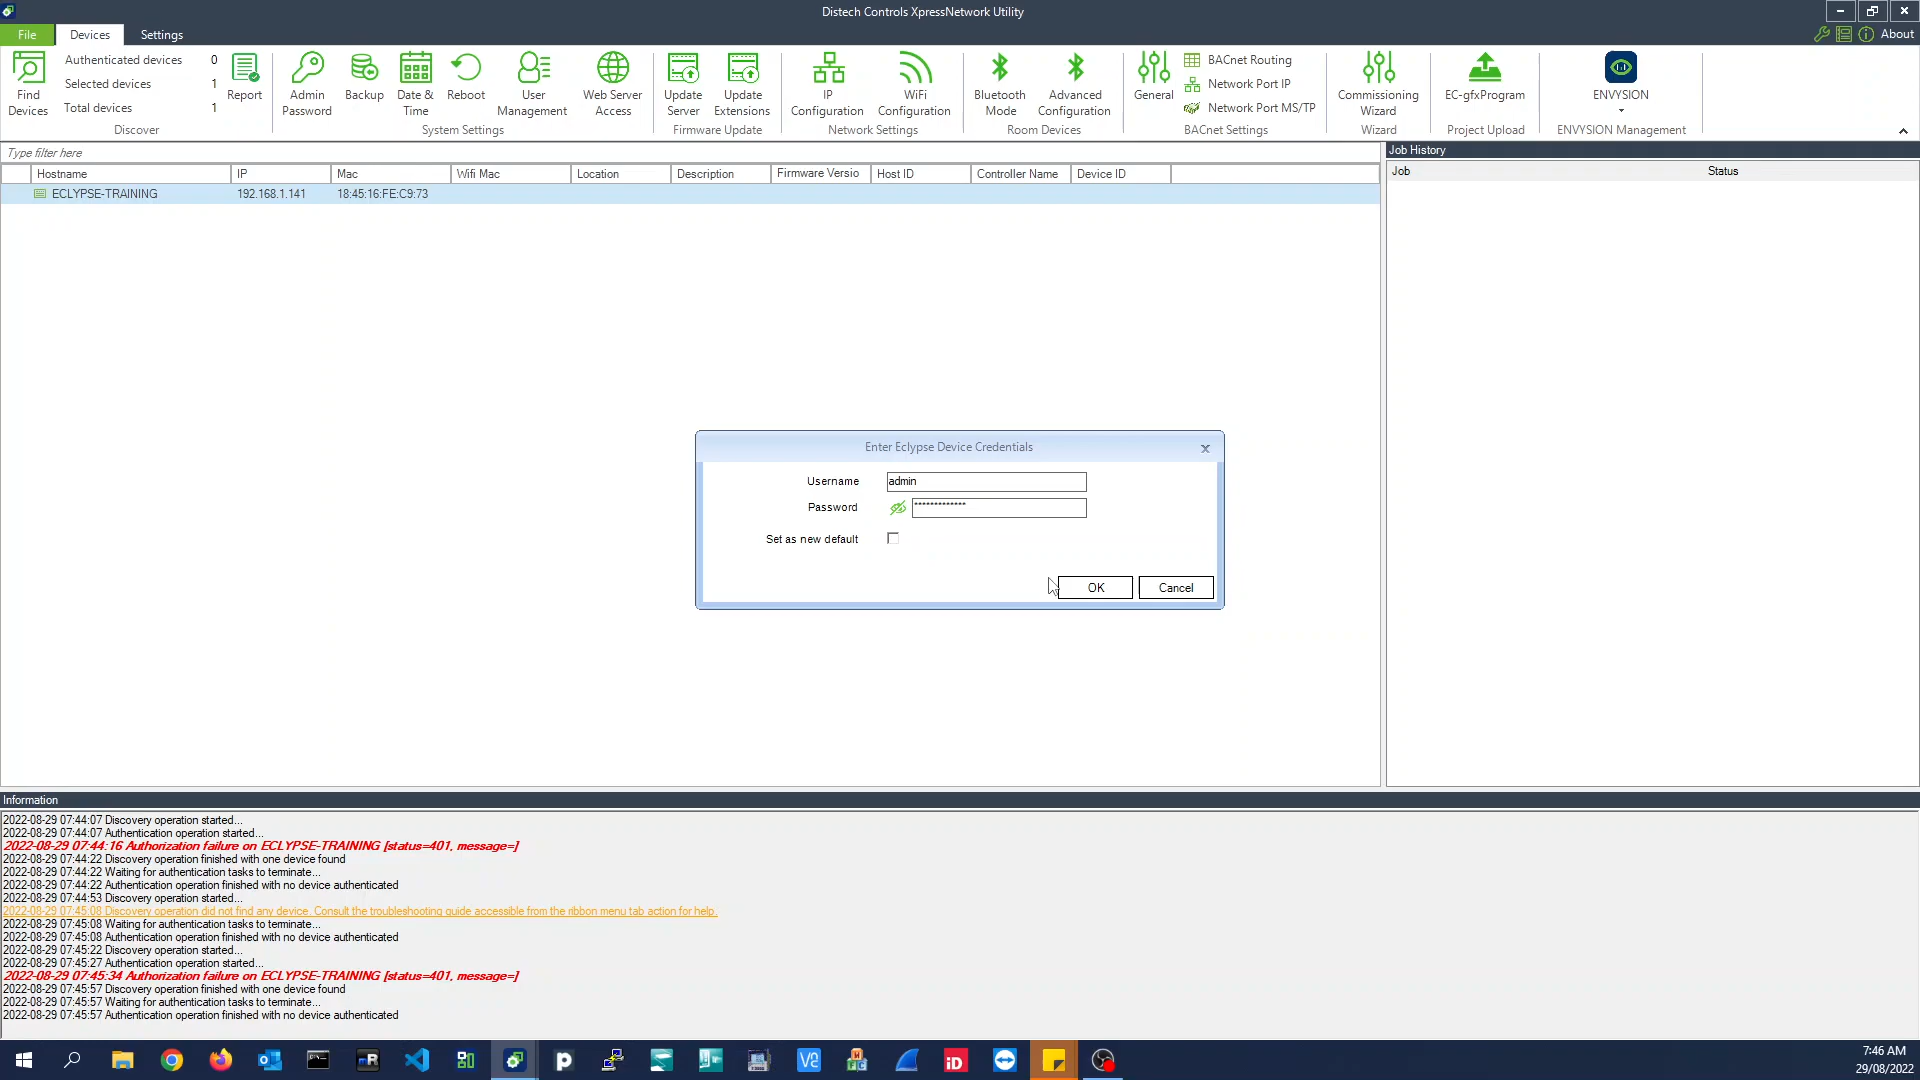 Distech Controls XpressNetwork Utility
File Devices Settings About
Authenticated devices 0
Selected devices 1
Total devices 1
Find Devices
Report
Discover
Admin Password
Backup
Date & Time
Reboot
User Management
Web Server Access
System Settings
Update Server
Update Extensions
Firmware Update
IP Configuration
WiFi Configuration
Network Settings
Bluetooth Mode
Advanced Configuration
Room Devices
General
BACnet Routing
Network Port IP
Network Port MS/TP
BACnet Settings
Commissioning Wizard
Wizard
EC-gfxProgram
Project Upload
ENVYSION
ENVYSION Management
Type filter here
Hostname IP Mac Wifi Mac Location Description Firmware Versio Host ID Controller Name Device ID
ECLYPSE-TRAINING 192.168.1.141 18:45:16:FE:C9:73
Job History
Job Status
Enter Eclypse Device Credentials
Username admin
Password *************
Set as new default
OK Cancel
Information
2022-08-29 07:44:07 Discovery operation started...
2022-08-29 07:44:07 Authentication operation started...
2022-08-29 07:44:16 Authorization failure on ECLYPSE-TRAINING [status=401, message=]
2022-08-29 07:44:22 Discovery operation finished with one device found
2022-08-29 07:44:22 Waiting for authentication tasks to terminate...
2022-08-29 07:44:22 Authentication operation finished with no device authenticated
2022-08-29 07:44:53 Discovery operation started...
2022-08-29 07:45:08 Discovery operation did not find any device. Consult the troubleshooting guide accessible from the ribbon menu tab action for help.
2022-08-29 07:45:08 Waiting for authentication tasks to terminate...
2022-08-29 07:45:08 Authentication operation finished with no device authenticated
2022-08-29 07:45:22 Discovery operation started...
2022-08-29 07:45:27 Authentication operation started...
2022-08-29 07:45:34 Authorization failure on ECLYPSE-TRAINING [status=401, message=]
2022-08-29 07:45:57 Discovery operation finished with one device found
2022-08-29 07:45:57 Waiting for authentication tasks to terminate...
2022-08-29 07:45:57 Authentication operation finished with no device authenticated
7:46 AM
29/08/2022